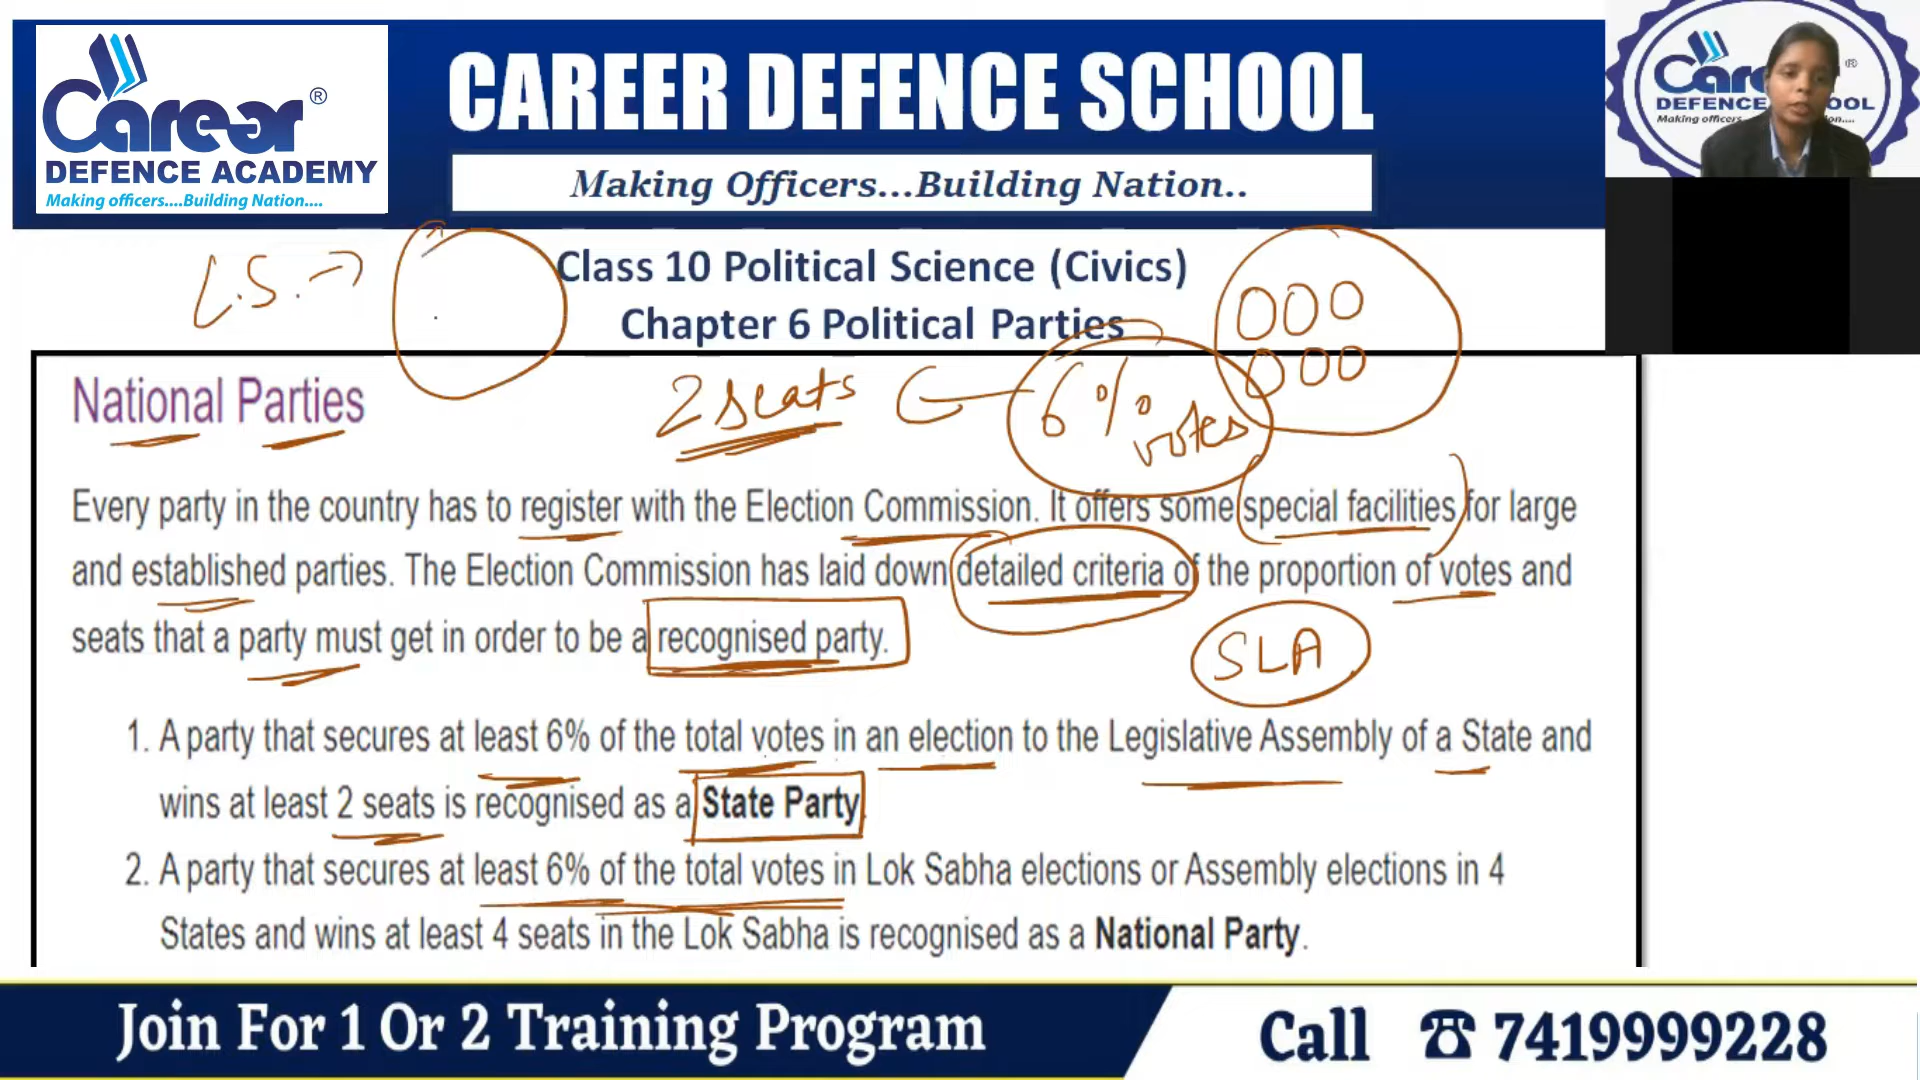 Career®
DEFENCE ACADEMY
Making officers....Building Nation....
CAREER DEFENCE SCHOOL
Making Officers...Building Nation..
®
DEFENCE SCHOOL
Making officers
L.S. →
Class 10 Political Science (Civics)
Chapter 6 Political Parties
National Parties
2 seats
6% votes
Every party in the country has to register with the Election Commission. It offers some special facilities for large
and established parties. The Election Commission has laid down detailed criteria of the proportion of votes and
seats that a party must get in order to be a recognised party.
SLA
1. A party that secures at least 6% of the total votes in an election to the Legislative Assembly of a State and
wins at least 2 seats is recognised as a State Party.
2. A party that secures at least 6% of the total votes in Lok Sabha elections or Assembly elections in 4
States and wins at least 4 seats in the Lok Sabha is recognised as a National Party.
Join For 1 Or 2 Training Program
Call ☎ 7419999228